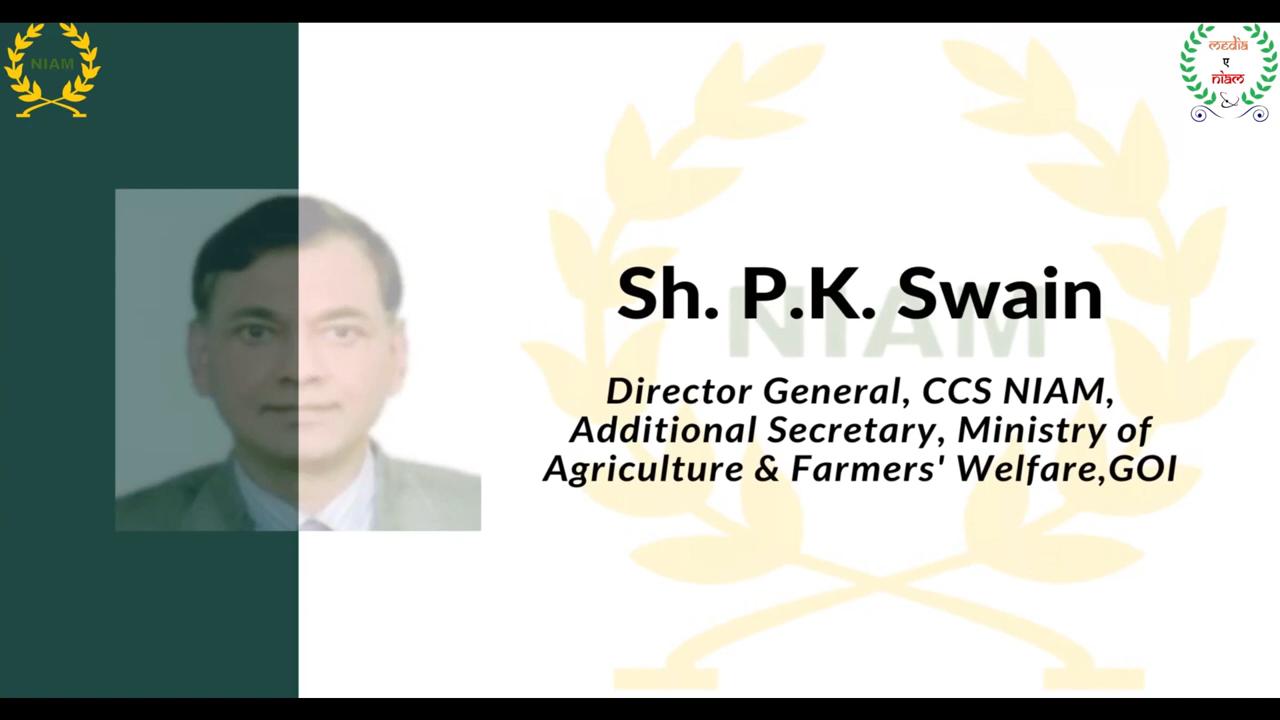 NIAM
media
ए
niam
Sh. P.K. Swain
NIAM
Director General, CCS NIAM,
Additional Secretary, Ministry of
Agriculture & Farmers' Welfare,GOI